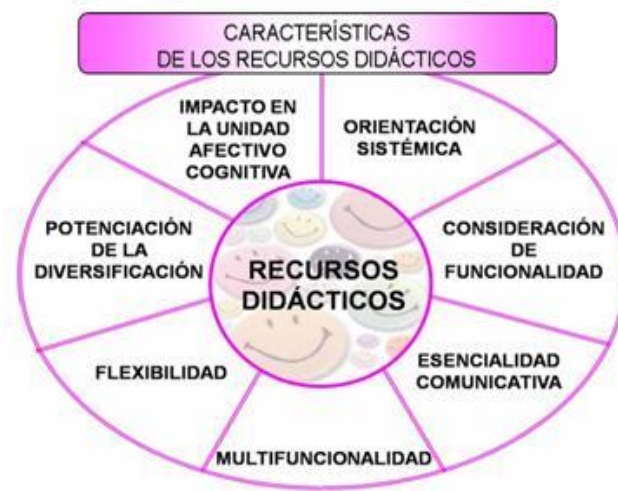 CARACTERÍSTICAS
DE LOS RECURSOS DIDÁCTICOS
IMPACTO EN
LA UNIDAD
AFECTIVO
COGNITIVA
ORIENTACIÓN
SISTÉMICA
POTENCIACIÓN
DE LA
DIVERSIFICACIÓN
CONSIDERACIÓN
DE
FUNCIONALIDAD
RECURSOS
DIDÁCTICOS
FLEXIBILIDAD
ESENCIALIDAD
COMUNICATIVA
MULTIFUNCIONALIDAD